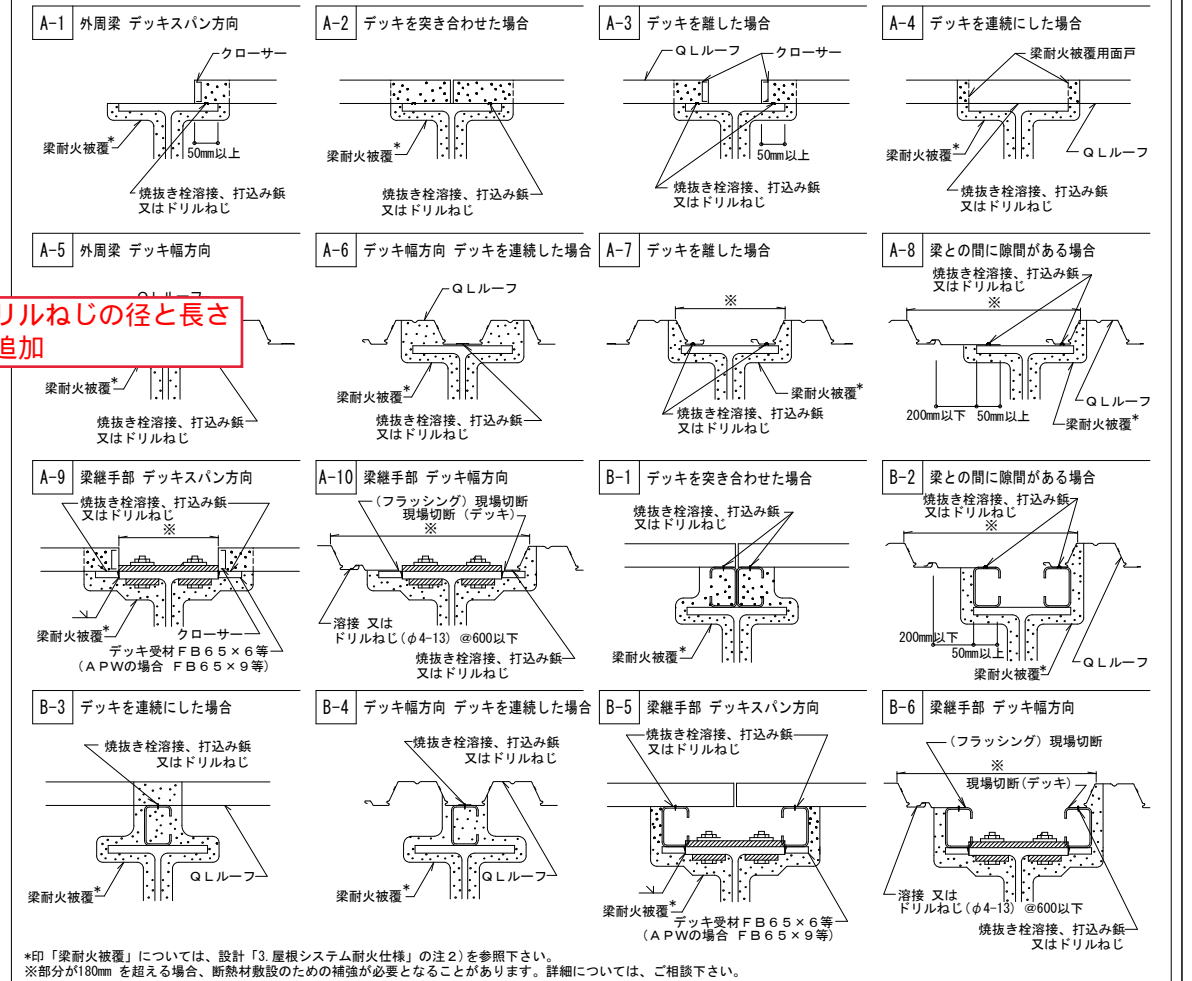 A-1 外周梁 デッキスパン方向
クローサー
梁耐火被覆*
50mm以上
焼抜き栓溶接、打込み鋲
又はドリルねじ
A-2 デッキを突き合わせた場合
梁耐火被覆*
焼抜き栓溶接、打込み鋲
又はドリルねじ
A-3 デッキを離した場合
QLルーフ
クローサー
梁耐火被覆*
50mm以上
焼抜き栓溶接、打込み鋲
又はドリルねじ
A-4 デッキを連続にした場合
梁耐火被覆用面戸
梁耐火被覆*
QLルーフ
焼抜き栓溶接、打込み鋲
又はドリルねじ
A-5 外周梁 デッキ幅方向
リルねじの径と長さ
追加
梁耐火被覆*
焼抜き栓溶接、打込み鋲
又はドリルねじ
A-6 デッキ幅方向 デッキを連続した場合
QLルーフ
梁耐火被覆*
焼抜き栓溶接、打込み鋲
又はドリルねじ
A-7 デッキを離した場合
※
梁耐火被覆*
焼抜き栓溶接、打込み鋲
又はドリルねじ
A-8 梁との間に隙間がある場合
焼抜き栓溶接、打込み鋲
又はドリルねじ
※
QLルーフ
200mm以下 50mm以上
梁耐火被覆*
A-9 梁継手部 デッキスパン方向
焼抜き栓溶接、打込み鋲
又はドリルねじ
※
梁耐火被覆*
クローサー
デッキ受材FB65×6等
(APWの場合 FB65×9等)
A-10 梁継手部 デッキ幅方向
(フラッシング)現場切断
現場切断(デッキ)
※
溶接 又は
ドリルねじ(φ4-13) @600以下
焼抜き栓溶接、打込み鋲
又はドリルねじ
B-1 デッキを突き合わせた場合
焼抜き栓溶接、打込み鋲
又はドリルねじ
梁耐火被覆*
B-2 梁との間に隙間がある場合
焼抜き栓溶接、打込み鋲
又はドリルねじ
※
200mm以下
50mm以上
QLルーフ
梁耐火被覆*
B-3 デッキを連続にした場合
焼抜き栓溶接、打込み鋲
又はドリルねじ
QLルーフ
梁耐火被覆*
B-4 デッキ幅方向 デッキを連続した場合
焼抜き栓溶接、打込み鋲
又はドリルねじ
QLルーフ
梁耐火被覆*
B-5 梁継手部 デッキスパン方向
焼抜き栓溶接、打込み鋲
又はドリルねじ
梁耐火被覆*
デッキ受材FB65×6等
(APWの場合 FB65×9等)
B-6 梁継手部 デッキ幅方向
(フラッシング)現場切断
※
現場切断(デッキ)
溶接 又は
ドリルねじ(φ4-13) @600以下
焼抜き栓溶接、打込み鋲
又はドリルねじ
*印「梁耐火被覆」については、設計「3.屋根システム耐火仕様」の注2)を参照下さい。
※部分が180mm を超える場合、断熱材敷設のための補強が必要となることがあります。詳細については、ご相談下さい。